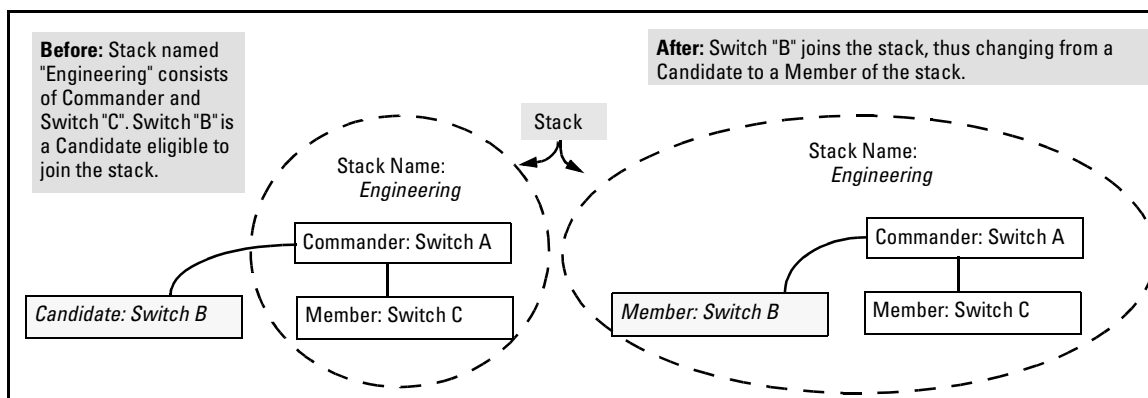 Before: Stack named
"Engineering" consists
of Commander and
Switch "C". Switch "B" is
a Candidate eligible to
join the stack.
After: Switch "B" joins the stack, thus changing from a
Candidate to a Member of the stack.
Stack
Stack Name:
Engineering
Commander: Switch A
Candidate: Switch B
Member: Switch C
Stack Name:
Engineering
Commander: Switch A
Member: Switch B
Member: Switch C